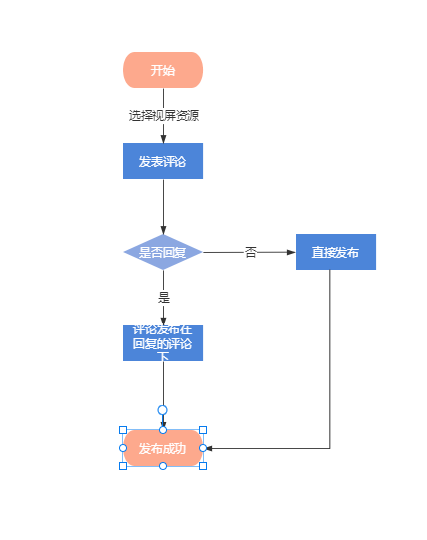 开始
选择视屏资源
发表评论
是否回复
否
直接发布
是
评论发布在
回复的评论
下
发布成功